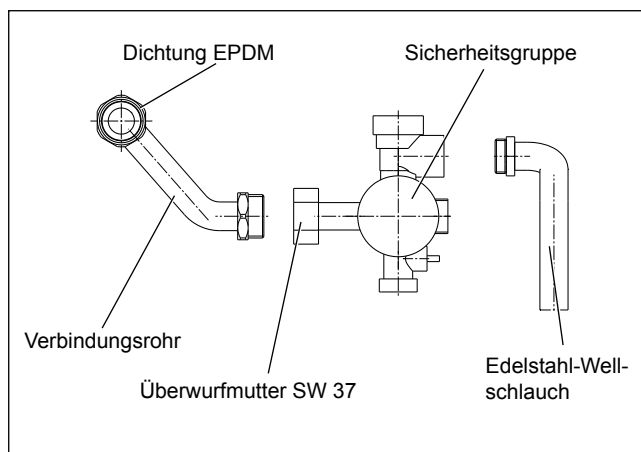 Dichtung EPDM
Sicherheitsgruppe
Verbindungsrohr
Überwurfmutter SW 37
Edelstahl-Well-
schlauch